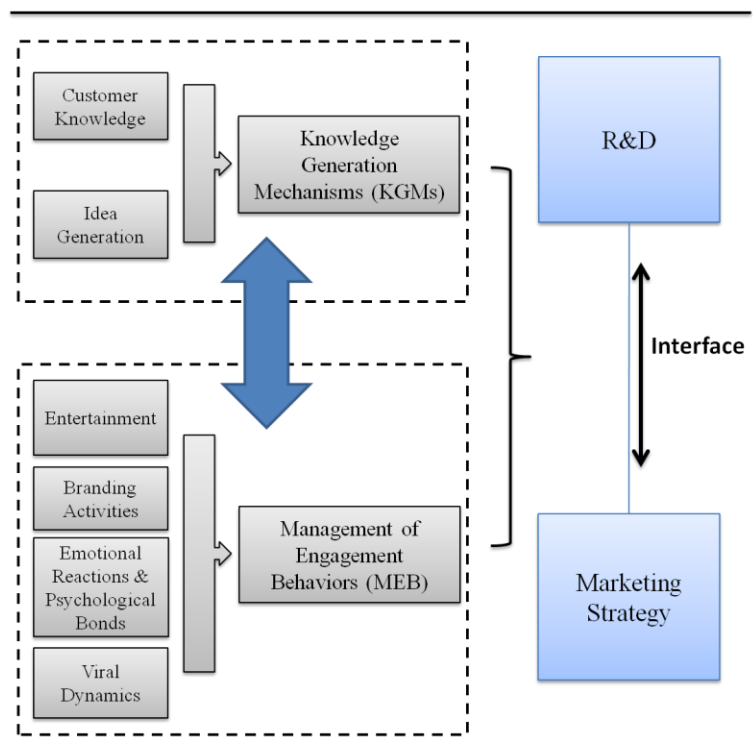 Customer
Knowledge
Idea
Generation
Knowledge
Generation
Mechanisms (KGMs)
R&D
Interface
Entertainment
Branding
Activities
Emotional
Reactions &
Psychological
Bonds
Viral
Dynamics
Management of
Engagement
Behaviors (MEB)
Marketing
Strategy